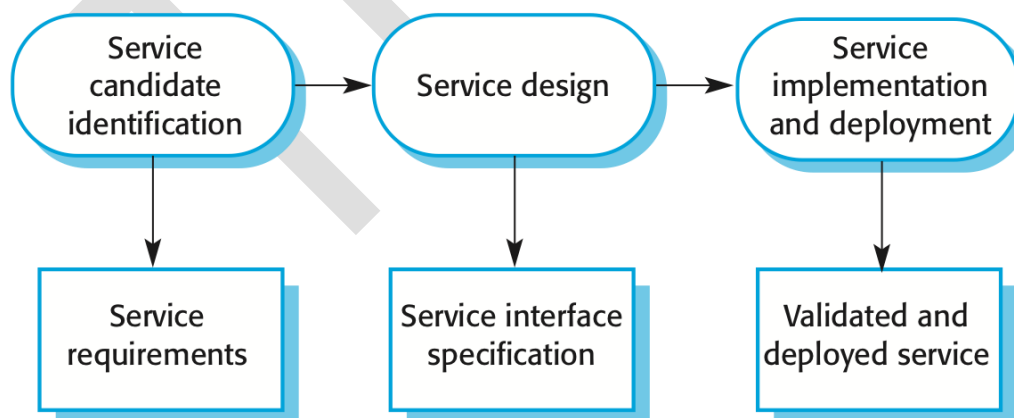 Service
candidate
identification
Service design
Service
implementation
and deployment
Service
requirements
Service interface
specification
Validated and
deployed service